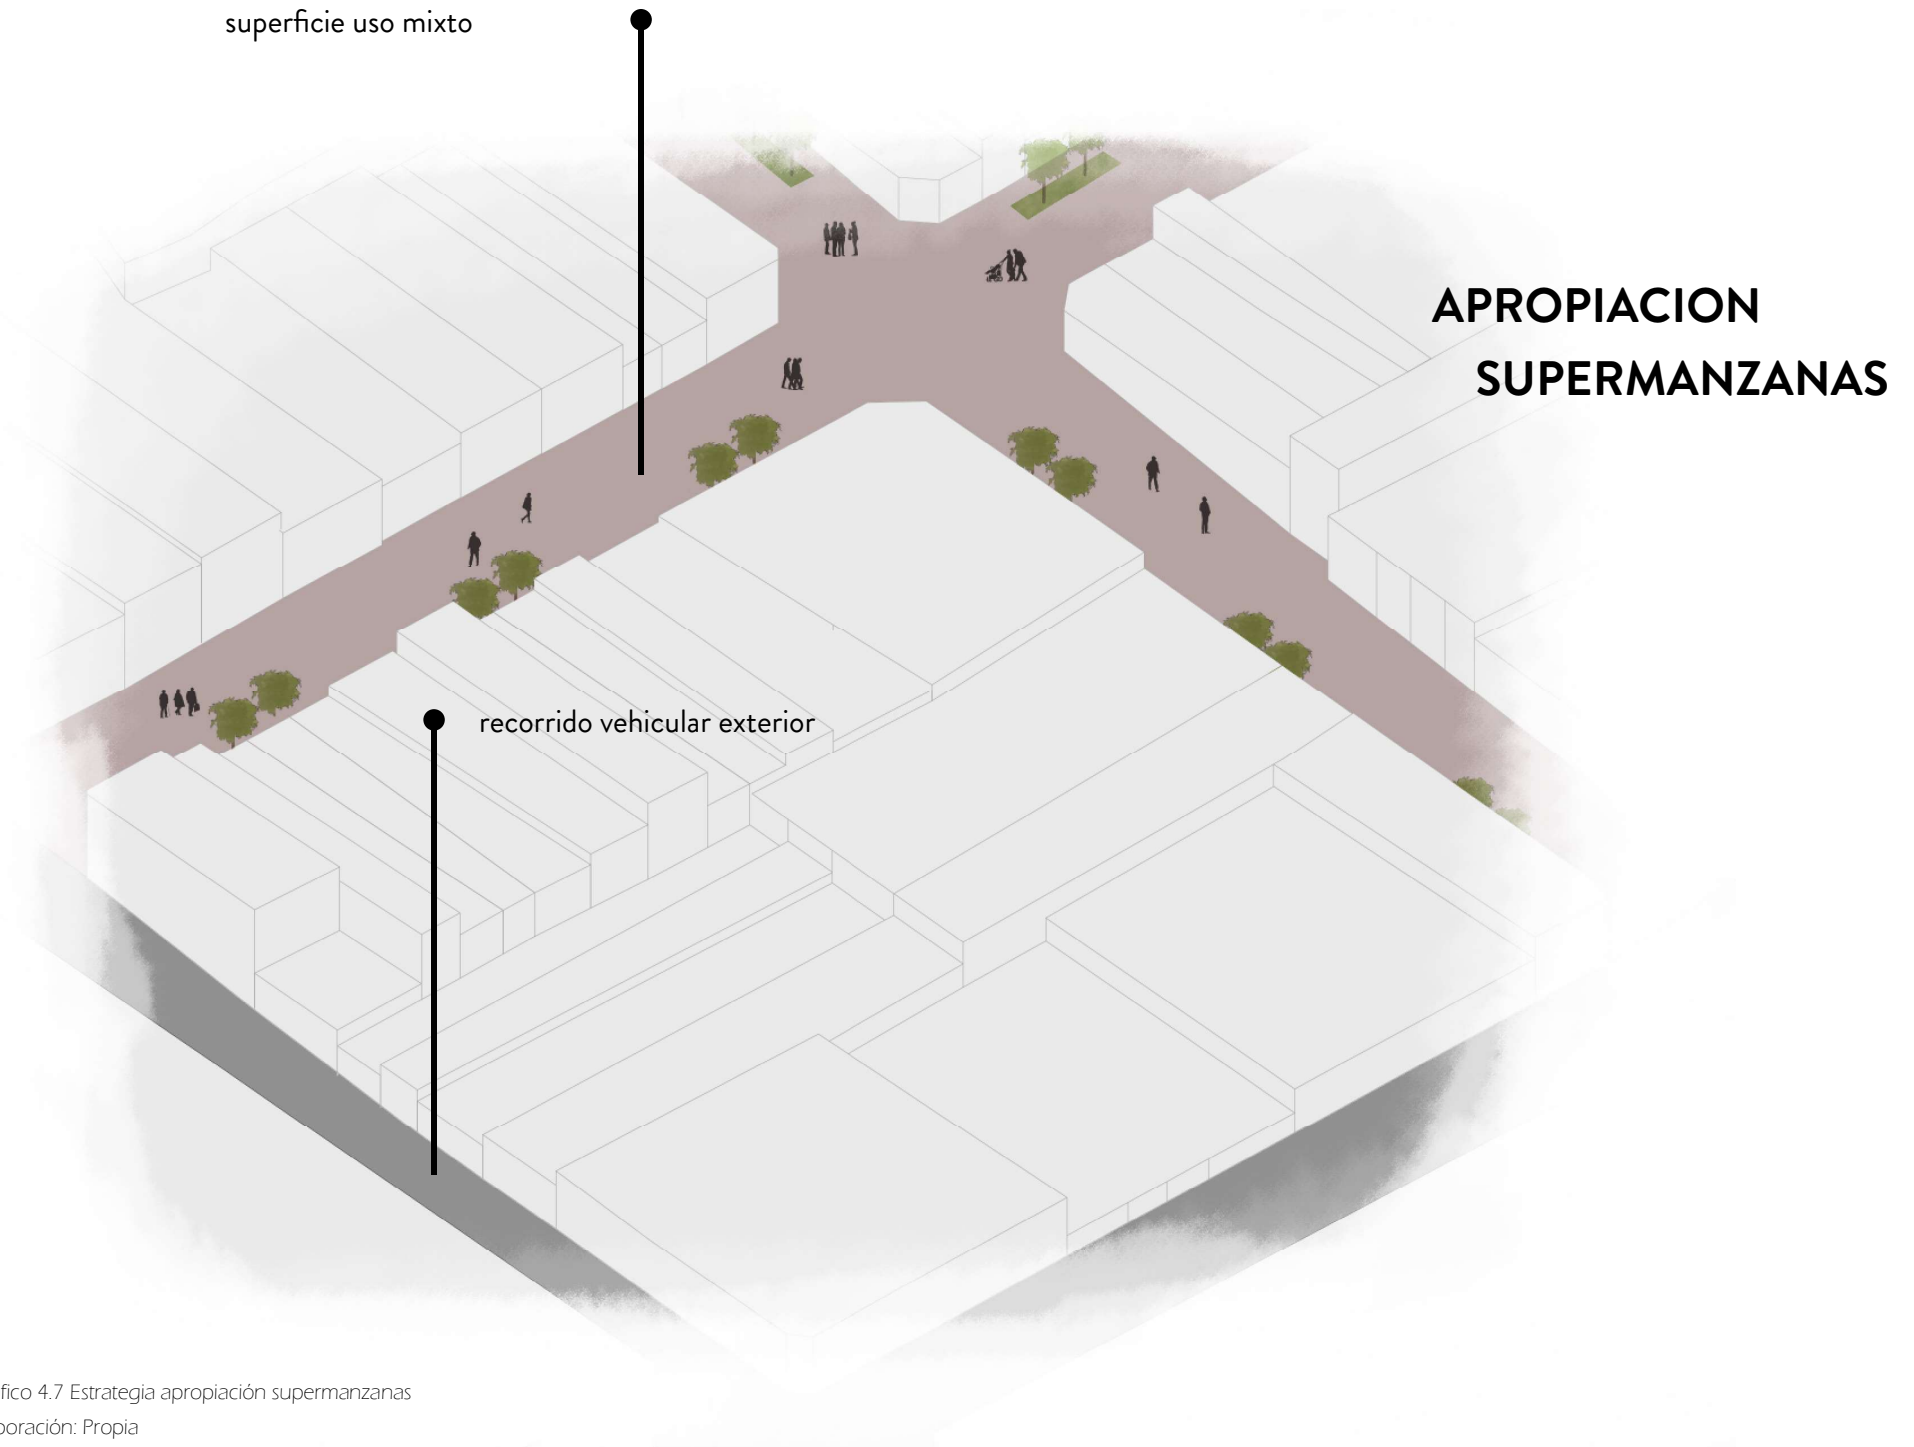 superficie uso mixto
APROPIACION
SUPERMANZANAS
recorrido vehicular exterior
fico 4.7 Estrategia apropiación supermanzanas
boración: Propia